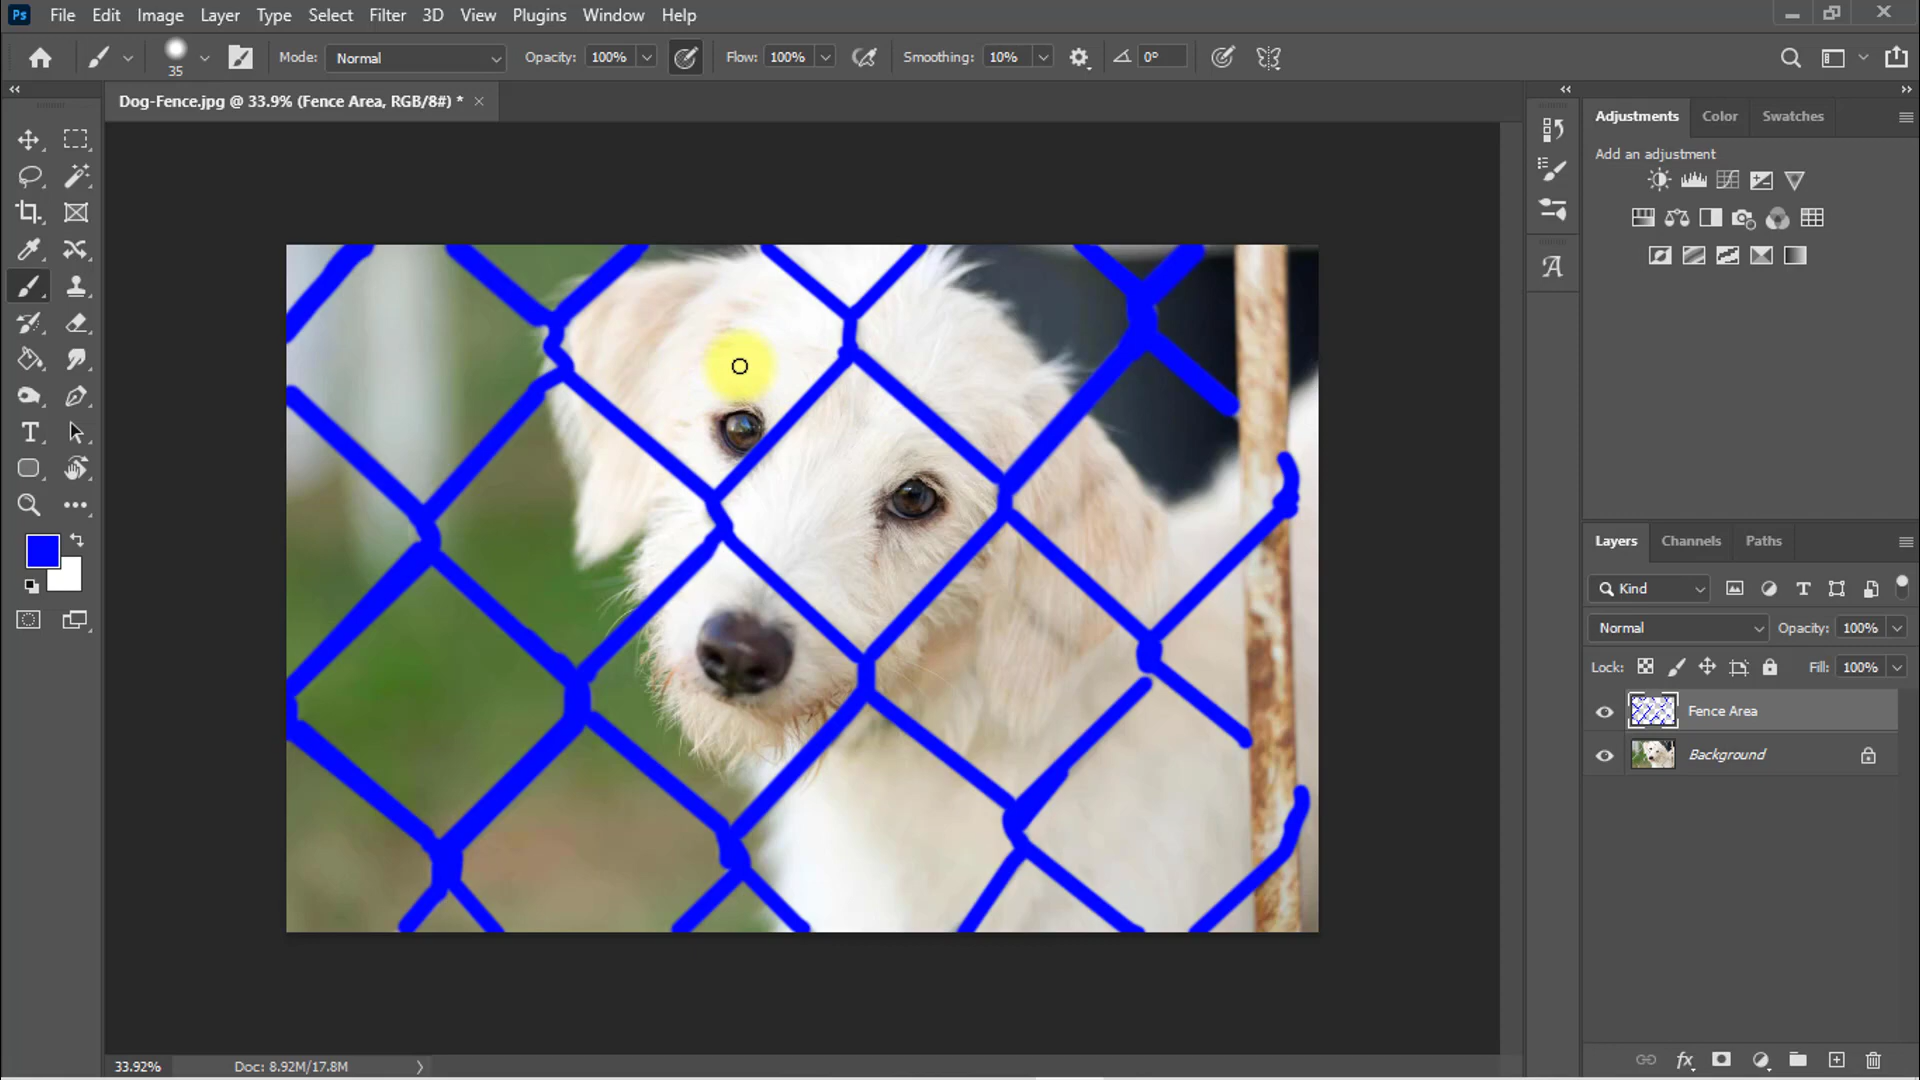 Ps File Edit Image Layer Type Select Filter 3D View Plugins Window Help
35 Mode: Normal Opacity: 100% Flow: 100% Smoothing: 10% 0°
Dog-Fence.jpg @ 33.9% (Fence Area, RGB/8#) * ×
Adjustments Color Swatches
Add an adjustment
Layers Channels Paths
Kind
Normal Opacity: 100%
Lock: Fill: 100%
Fence Area
Background
33.92% Doc: 8.92M/17.8M